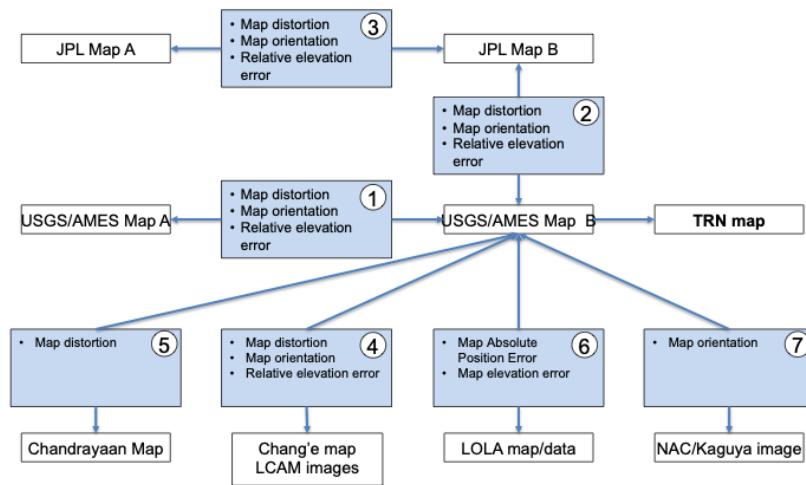 • Map distortion
• Map orientation
• Relative elevation
error
3
JPL Map A
JPL Map B
• Map distortion
• Map orientation
• Relative elevation
error
2
• Map distortion
• Map orientation
• Relative elevation
error
1
USGS/AMES Map A
USGS/AMES Map B
TRN map
• Map distortion
5
• Map distortion
• Map orientation
• Relative elevation error
4
• Map Absolute
Position Error
• Map elevation error
6
• Map orientation
7
Chandrayaan Map
Chang'e map
LCAM images
LOLA map/data
NAC/Kaguya image